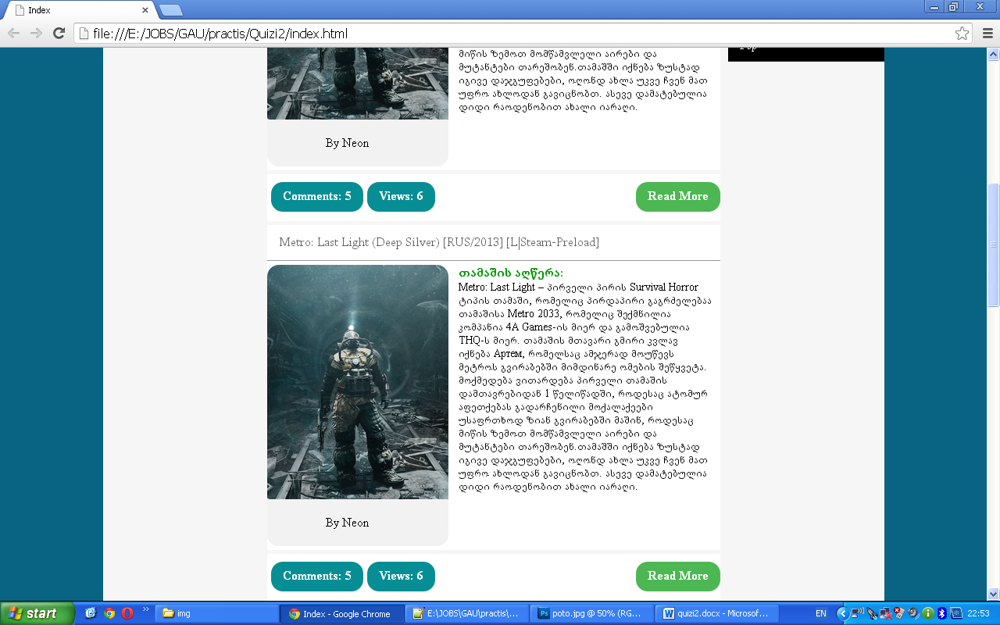 Index
file:///E:/JOBS/GAU/practis/Quizi2/index.html
მიწის ზემოთ მომწამვლელი აირები და
მუტანტები თარეშობენ.თამაშში იქნება ზუსტად
იგივე დაჯგუფებები, ოღონდ ახლა უკვე ჩვენ მათ
უფრო ახლოდან გავიცნობთ. ასევე დამატებულია
დიდი რაოდენობით ახალი იარაღი.
By Neon
Comments: 5 Views: 6 Read More
Metro: Last Light (Deep Silver) [RUS/2013] [L|Steam-Preload]
თამაშის აღწერა:
Metro: Last Light – პირველი პირის Survival Horror
ტიპის თამაში, რომელიც პირდაპირი გაგრძელებაა
თამაშისა Metro 2033, რომელიც შექმნილია
კომპანია 4A Games-ის მიერ და გამოშვებულია
THQ-ს მიერ. თამაშის მთავარი გმირი კვლავ
იქნება Артем, რომელსაც ამჯერად მოუწევს
მეტროს გვირაბებში მიმდინარე ომების შეწყვეტა.
მოქმედება ვითარდება პირველი თამაშის
დამთავრებიდან 1 წელიწადში, როდესაც ატომურ
აფეთქებას გადარჩენილი მოქალაქეები
უსაფრთხოდ ზიან გვირაბებში მაშინ, როდესაც
მიწის ზემოთ მომწამვლელი აირები და
მუტანტები თარეშობენ.თამაშში იქნება ზუსტად
იგივე დაჯგუფებები, ოღონდ ახლა უკვე ჩვენ მათ
უფრო ახლოდან გავიცნობთ. ასევე დამატებულია
დიდი რაოდენობით ახალი იარაღი.
By Neon
Comments: 5 Views: 6 Read More
start img Index - Google Chrome E:\JOBS\GAU\practis\... poto.jpg @ 50% (RG... quizi2.docx - Microsof... EN 22:53